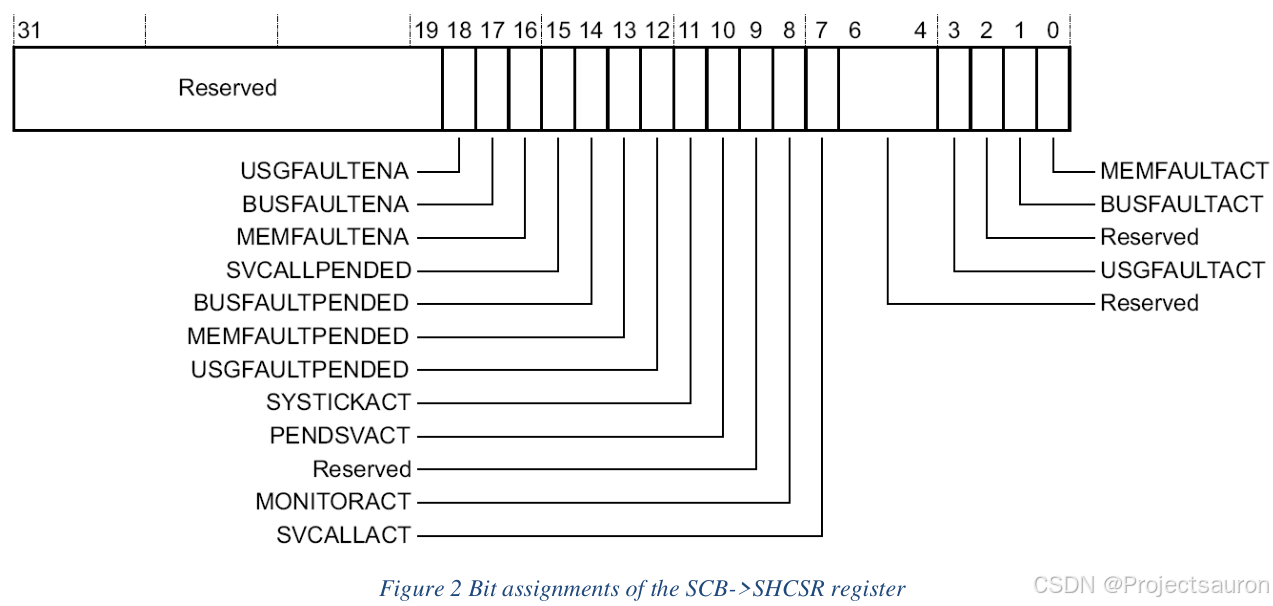 31 19 18 17 16 15 14 13 12 11 10 9 8 7 6 4 3 2 1 0
Reserved
USGFAULTENA
BUSFAULTENA
MEMFAULTENA
SVCALLPENDED
BUSFAULTPENDED
MEMFAULTPENDED
USGFAULTPENDED
SYSTICKACT
PENDSVACT
Reserved
MONITORACT
SVCALLACT
MEMFAULTACT
BUSFAULTACT
Reserved
USGFAULTACT
Reserved
Figure 2 Bit assignments of the SCB->SHCSR register
CSDN @Projectsauron